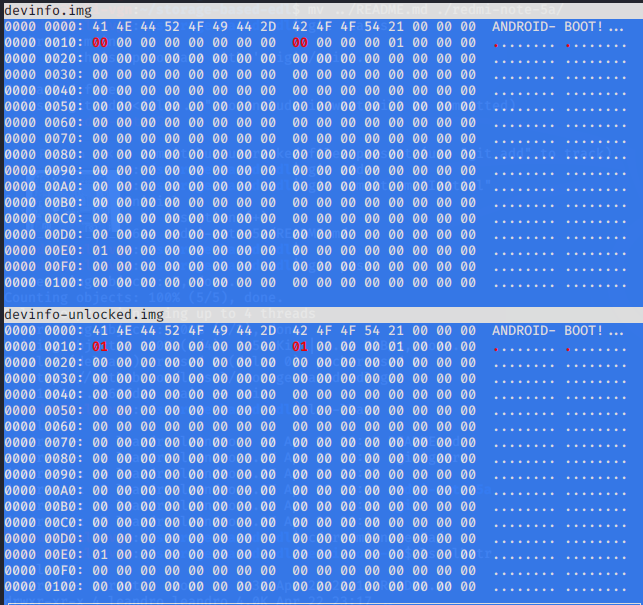 devinfo.img
0000 0000: 41 4E 44 52 4F 49 44 2D 42 4F 4F 54 21 00 00 00 ANDROID- BOOT!...
0000 0010: 00 00 00 00 00 00 00 00 00 00 00 00 00 01 00 00 00 ........ ........
0000 0020: 00 00 00 00 00 00 00 00 00 00 00 00 00 00 00 00 ........ ........
0000 0030: 00 00 00 00 00 00 00 00 00 00 00 00 00 00 00 00 ........ ........
0000 0040: 00 00 00 00 00 00 00 00 00 00 00 00 00 00 00 00 ........ ........
0000 0050: 00 00 00 00 00 00 00 00 00 00 00 00 00 00 00 00 ........ ........
0000 0060: 00 00 00 00 00 00 00 00 00 00 00 00 00 00 00 00 ........ ........
0000 0070: 00 00 00 00 00 00 00 00 00 00 00 00 00 00 00 00 ........ ........
0000 0080: 00 00 00 00 00 00 00 00 00 00 00 00 00 00 00 00 ........ ........
0000 0090: 00 00 00 00 00 00 00 00 00 00 00 00 00 00 00 00 ........ ........
0000 00A0: 00 00 00 00 00 00 00 00 00 00 00 00 00 00 00 00 ........ ........
0000 00B0: 00 00 00 00 00 00 00 00 00 00 00 00 00 00 00 00 ........ ........
0000 00C0: 00 00 00 00 00 00 00 00 00 00 00 00 00 00 00 00 ........ ........
0000 00D0: 00 00 00 00 00 00 00 00 00 00 00 00 00 00 00 00 ........ ........
0000 00E0: 01 00 00 00 00 00 00 00 00 00 00 00 00 00 00 00 ........ ........
0000 00F0: 00 00 00 00 00 00 00 00 00 00 00 00 00 00 00 00 ........ ........
0000 0100: 00 00 00 00 00 00 00 00 00 00 00 00 00 00 00 00 ........ ........
devinfo-unlocked.img
0000 0000: 41 4E 44 52 4F 49 44 2D 42 4F 4F 54 21 00 00 00 ANDROID- BOOT!...
0000 0010: 01 00 00 00 00 00 00 00 01 00 00 00 01 00 00 00 ........ ........
0000 0020: 00 00 00 00 00 00 00 00 00 00 00 00 00 00 00 00 ........ ........
0000 0030: 00 00 00 00 00 00 00 00 00 00 00 00 00 00 00 00 ........ ........
0000 0040: 00 00 00 00 00 00 00 00 00 00 00 00 00 00 00 00 ........ ........
0000 0050: 00 00 00 00 00 00 00 00 00 00 00 00 00 00 00 00 ........ ........
0000 0060: 00 00 00 00 00 00 00 00 00 00 00 00 00 00 00 00 ........ ........
0000 0070: 00 00 00 00 00 00 00 00 00 00 00 00 00 00 00 00 ........ ........
0000 0080: 00 00 00 00 00 00 00 00 00 00 00 00 00 00 00 00 ........ ........
0000 0090: 00 00 00 00 00 00 00 00 00 00 00 00 00 00 00 00 ........ ........
0000 00A0: 00 00 00 00 00 00 00 00 00 00 00 00 00 00 00 00 ........ ........
0000 00B0: 00 00 00 00 00 00 00 00 00 00 00 00 00 00 00 00 ........ ........
0000 00C0: 00 00 00 00 00 00 00 00 00 00 00 00 00 00 00 00 ........ ........
0000 00D0: 00 00 00 00 00 00 00 00 00 00 00 00 00 00 00 00 ........ ........
0000 00E0: 01 00 00 00 00 00 00 00 00 00 00 00 00 00 00 00 ........ ........
0000 00F0: 00 00 00 00 00 00 00 00 00 00 00 00 00 00 00 00 ........ ........
0000 0100: 00 00 00 00 00 00 00 00 00 00 00 00 00 00 00 00 ........ ........